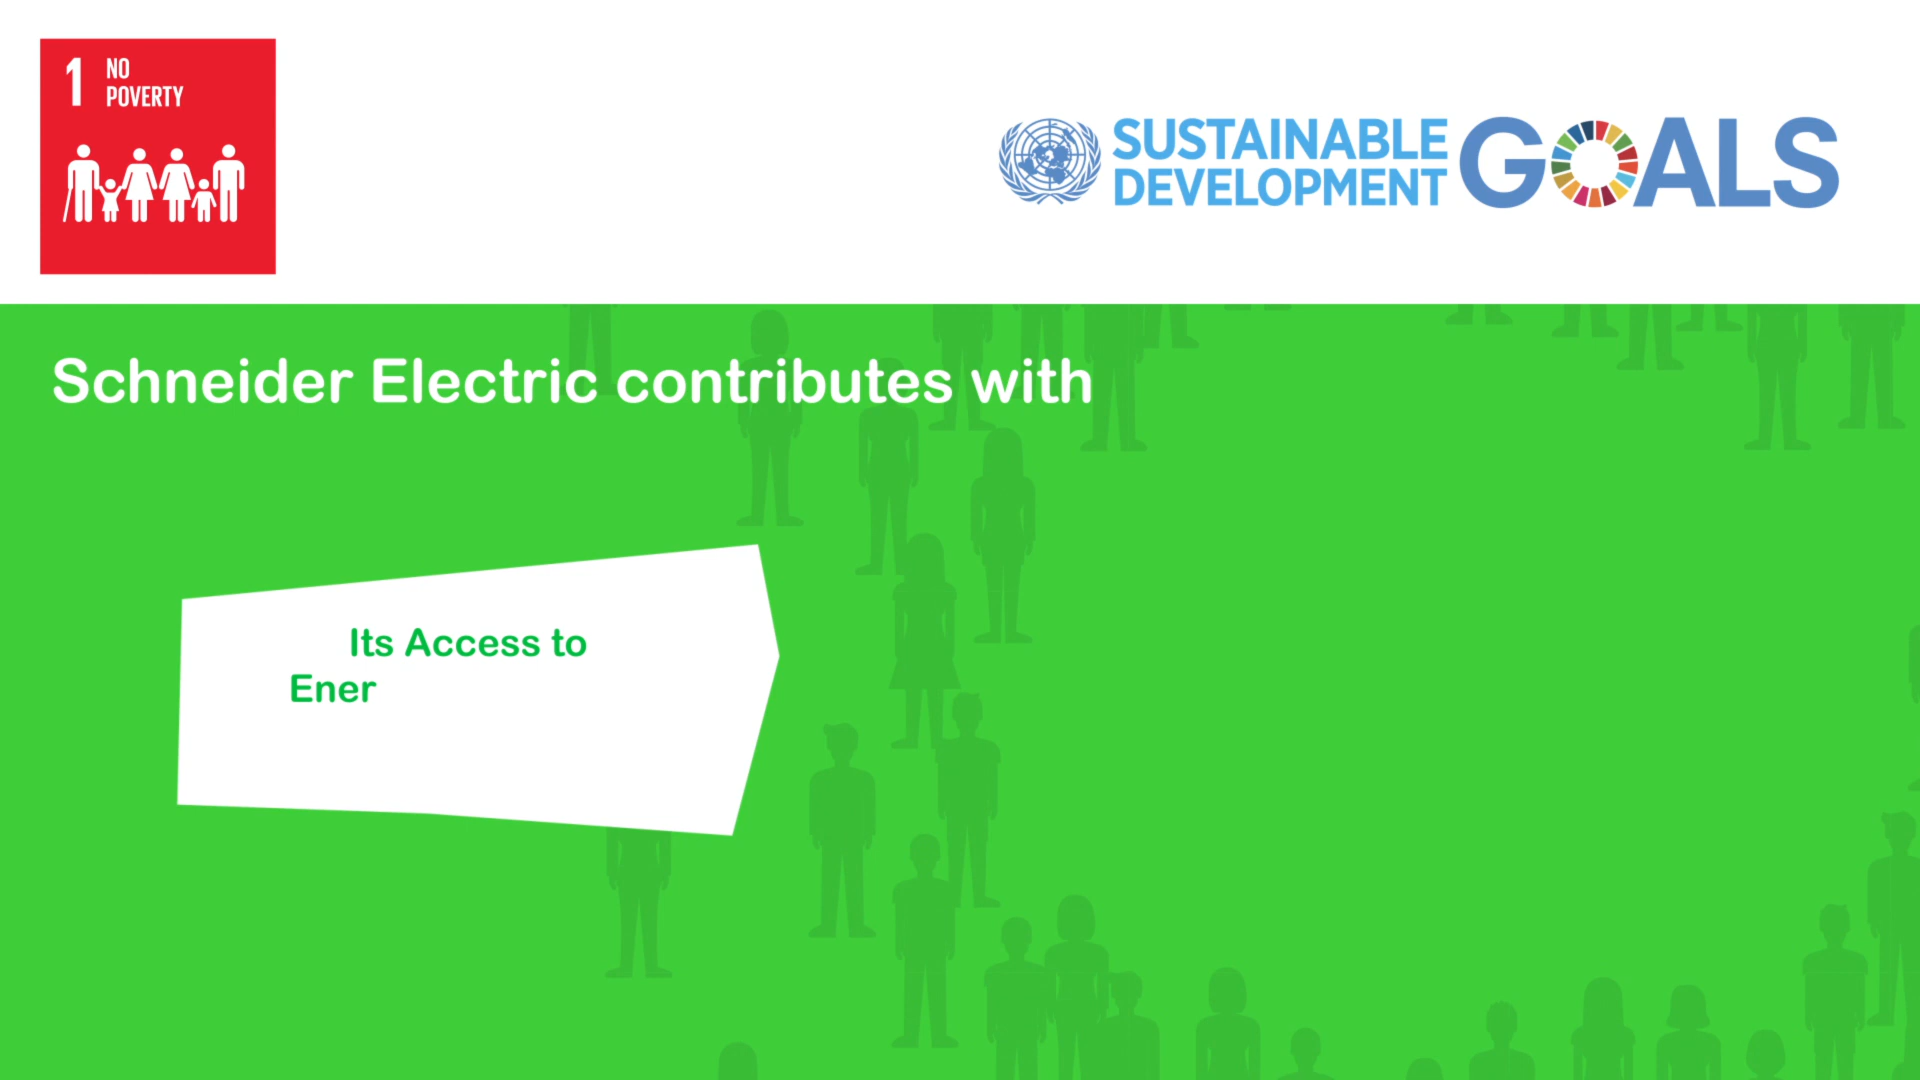 1 NO
POVERTY
SUSTAINABLE
DEVELOPMENT
GOALS
Schneider Electric contributes with
Its Access to
Ener